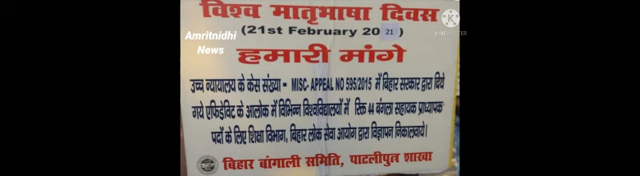 विश्व मातृभाषा दिवस
(21st February 2021)
Amritnidhi
News
हमारी मांगे
उच्च न्यायालय के केस संख्या - MISC- APPEAL NO 595/2015 में बिहार सरकार द्वारा दिये
गये एफिडेविट के आलोक में विभिन्न विश्वविद्यालयों में रिक्त 44 बंगला सहायक प्राध्यापक
पदों के लिए शिक्षा विभाग, बिहार लोक सेवा आयोग द्वारा विज्ञापन निकालवाये।
बिहार बांगाली समिति, पाटलीपुत्र शाखा